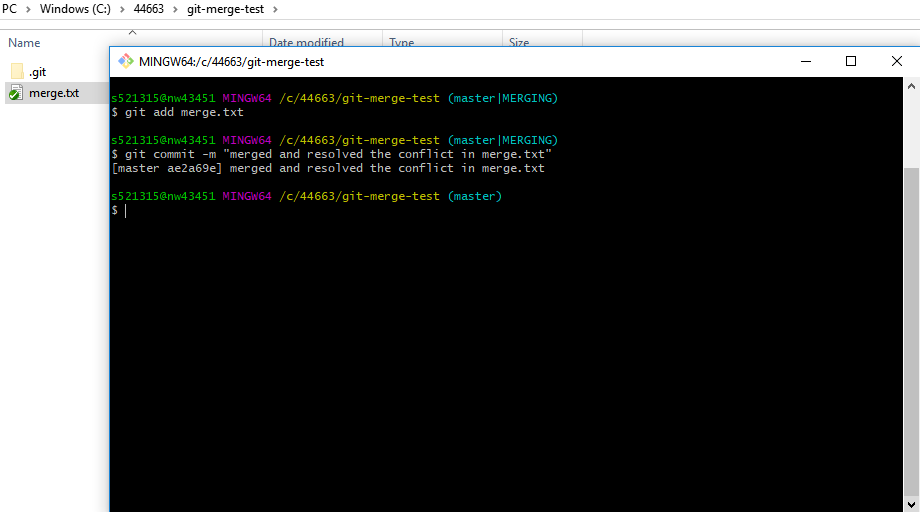 PC > Windows (C:) > 44663 > git-merge-test >
Name Date modified Type Size
.git
merge.txt
MINGW64:/c/44663/git-merge-test
s521315@nw43451 MINGW64 /c/44663/git-merge-test (master|MERGING)
$ git add merge.txt
s521315@nw43451 MINGW64 /c/44663/git-merge-test (master|MERGING)
$ git commit -m "merged and resolved the conflict in merge.txt"
[master ae2a69e] merged and resolved the conflict in merge.txt
s521315@nw43451 MINGW64 /c/44663/git-merge-test (master)
$